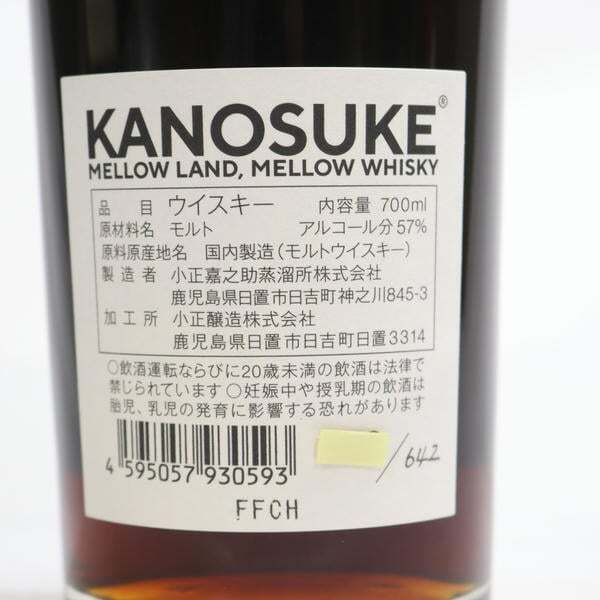 KANOSUKE®
MELLOW LAND, MELLOW WHISKY
品目 ウイスキー 内容量 700ml
原材料名 モルト アルコール分57%
原料原産地名 国内製造(モルトウイスキー)
製造者 小正嘉之助蒸溜所株式会社
鹿児島県日置市日吉町神之川845-3
加工所 小正醸造株式会社
鹿児島県日置市日吉町日置3314
○飲酒運転ならびに20歳未満の飲酒は法律で
禁じられています ○妊娠中や授乳期の飲酒は
胎児、乳児の発育に影響する恐れがあります
4 595057 930593
/642
FFCH